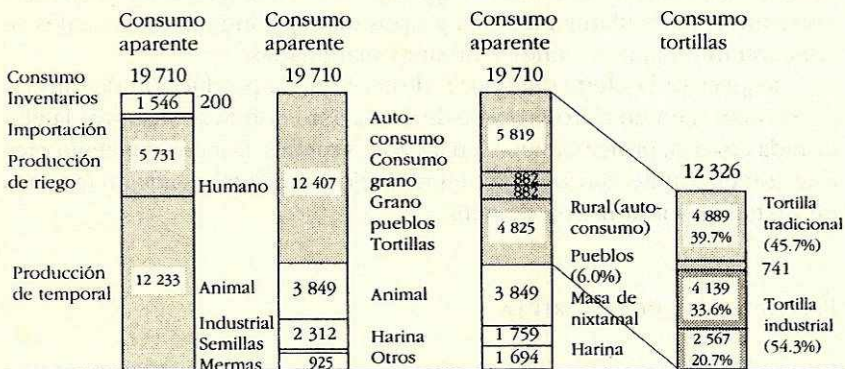 Consumo aparente
Consumo aparente
Consumo aparente
Consumo tortillas
Consumo 19 710
19 710
19 710
Inventarios 1 546 200
Importación
Producción de riego 5 731
Producción de temporal 12 233
Humano 12 407
Animal 3 849
Industrial 2 312
Semillas
Mermas 925
Auto-consumo 5 819
Consumo grano 882
Grano pueblos 882
Tortillas 4 825
Animal 3 849
Harina 1 759
Otros 1 694
12 326
Rural (auto-consumo) 4 889 39.7%
Tortilla tradicional (45.7%)
Pueblos (6.0%) 741
Masa de nixtamal 4 139 33.6%
Tortilla industrial (54.3%)
Harina 2 567 20.7%